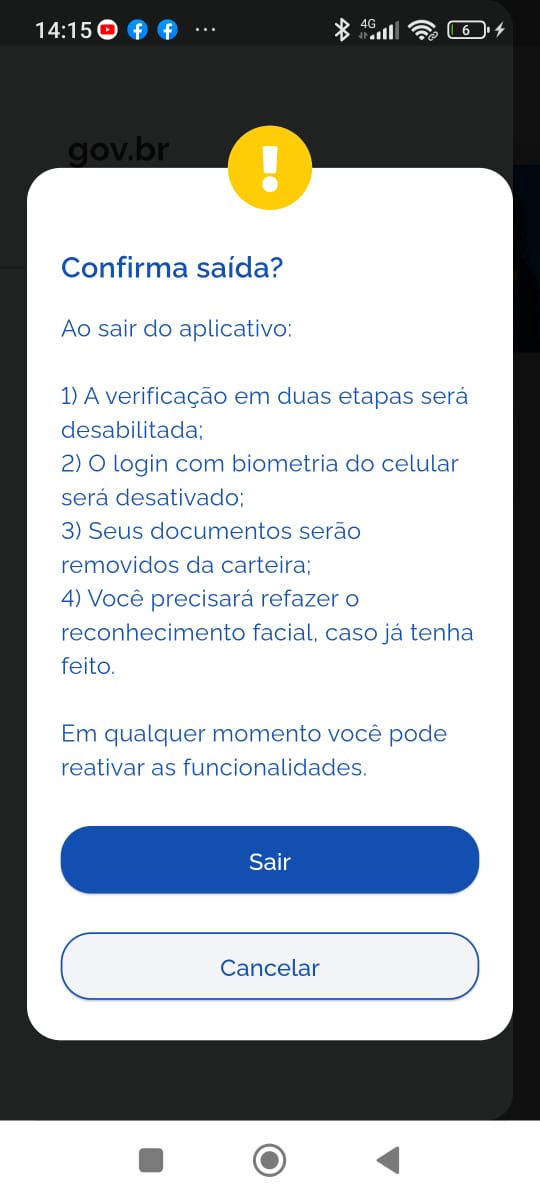 14:15
4G
6
gov.br
Confirma saída?
Ao sair do aplicativo:
1) A verificação em duas etapas será
desabilitada;
2) O login com biometria do celular
será desativado;
3) Seus documentos serão
removidos da carteira;
4) Você precisará refazer o
reconhecimento facial, caso já tenha
feito.
Em qualquer momento você pode
reativar as funcionalidades.
Sair
Cancelar